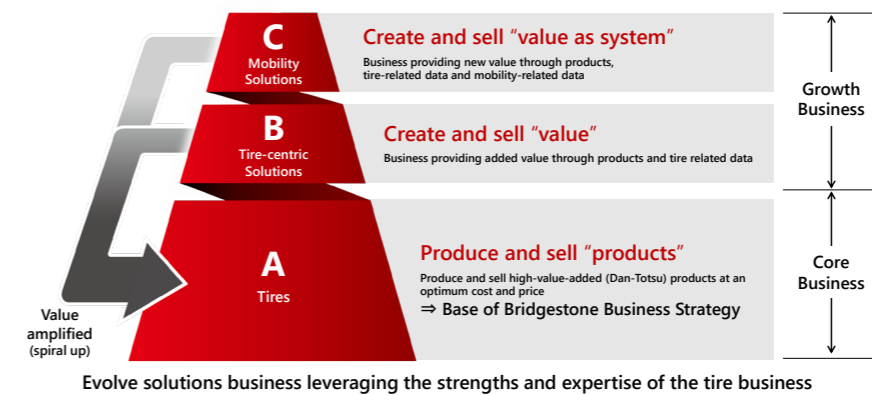 C
Mobility
Solutions
Create and sell “value as system”
Business providing new value through products,
tire-related data and mobility-related data
B
Tire-centric
Solutions
Create and sell “value”
Business providing added value through products and tire related data
Growth
Business
A
Tires
Produce and sell “products”
Produce and sell high-value-added (Dan-Totsu) products at an
optimum cost and price
⇒ Base of Bridgestone Business Strategy
Core
Business
Value
amplified
(spiral up)
Evolve solutions business leveraging the strengths and expertise of the tire business